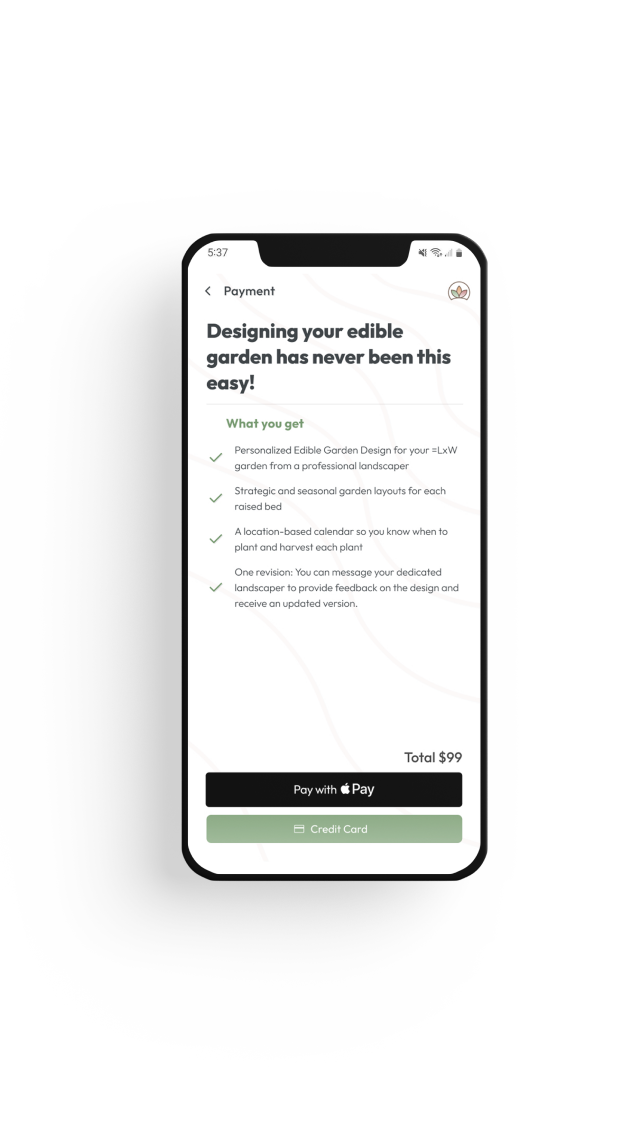 5:37
Payment
Designing your edible
garden has never been this
easy!
What you get
Personalized Edible Garden Design for your =LxW
garden from a professional landscaper
Strategic and seasonal garden layouts for each
raised bed
A location-based calendar so you know when to
plant and harvest each plant
One revision: You can message your dedicated
landscaper to provide feedback on the design and
receive an updated version.
Total $99
Pay with Pay
Credit Card